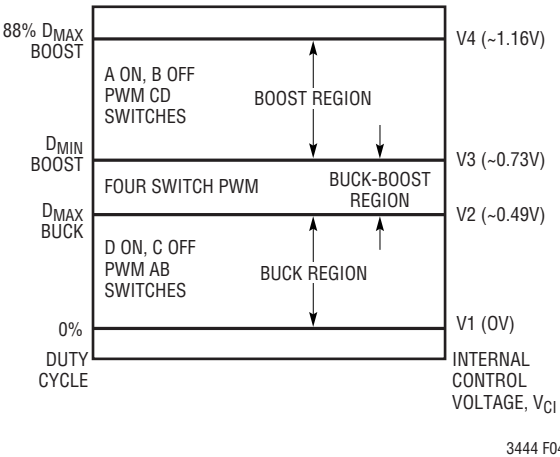 88% DMAX
BOOST
V4 (~1.16V)
A ON, B OFF
PWM CD
SWITCHES
BOOST REGION
DMIN
BOOST
V3 (~0.73V)
FOUR SWITCH PWM
BUCK-BOOST
REGION
DMAX
BUCK
V2 (~0.49V)
D ON, C OFF
PWM AB
SWITCHES
BUCK REGION
0%
V1 (0V)
DUTY
CYCLE
INTERNAL
CONTROL
VOLTAGE, VCI
3444 F04